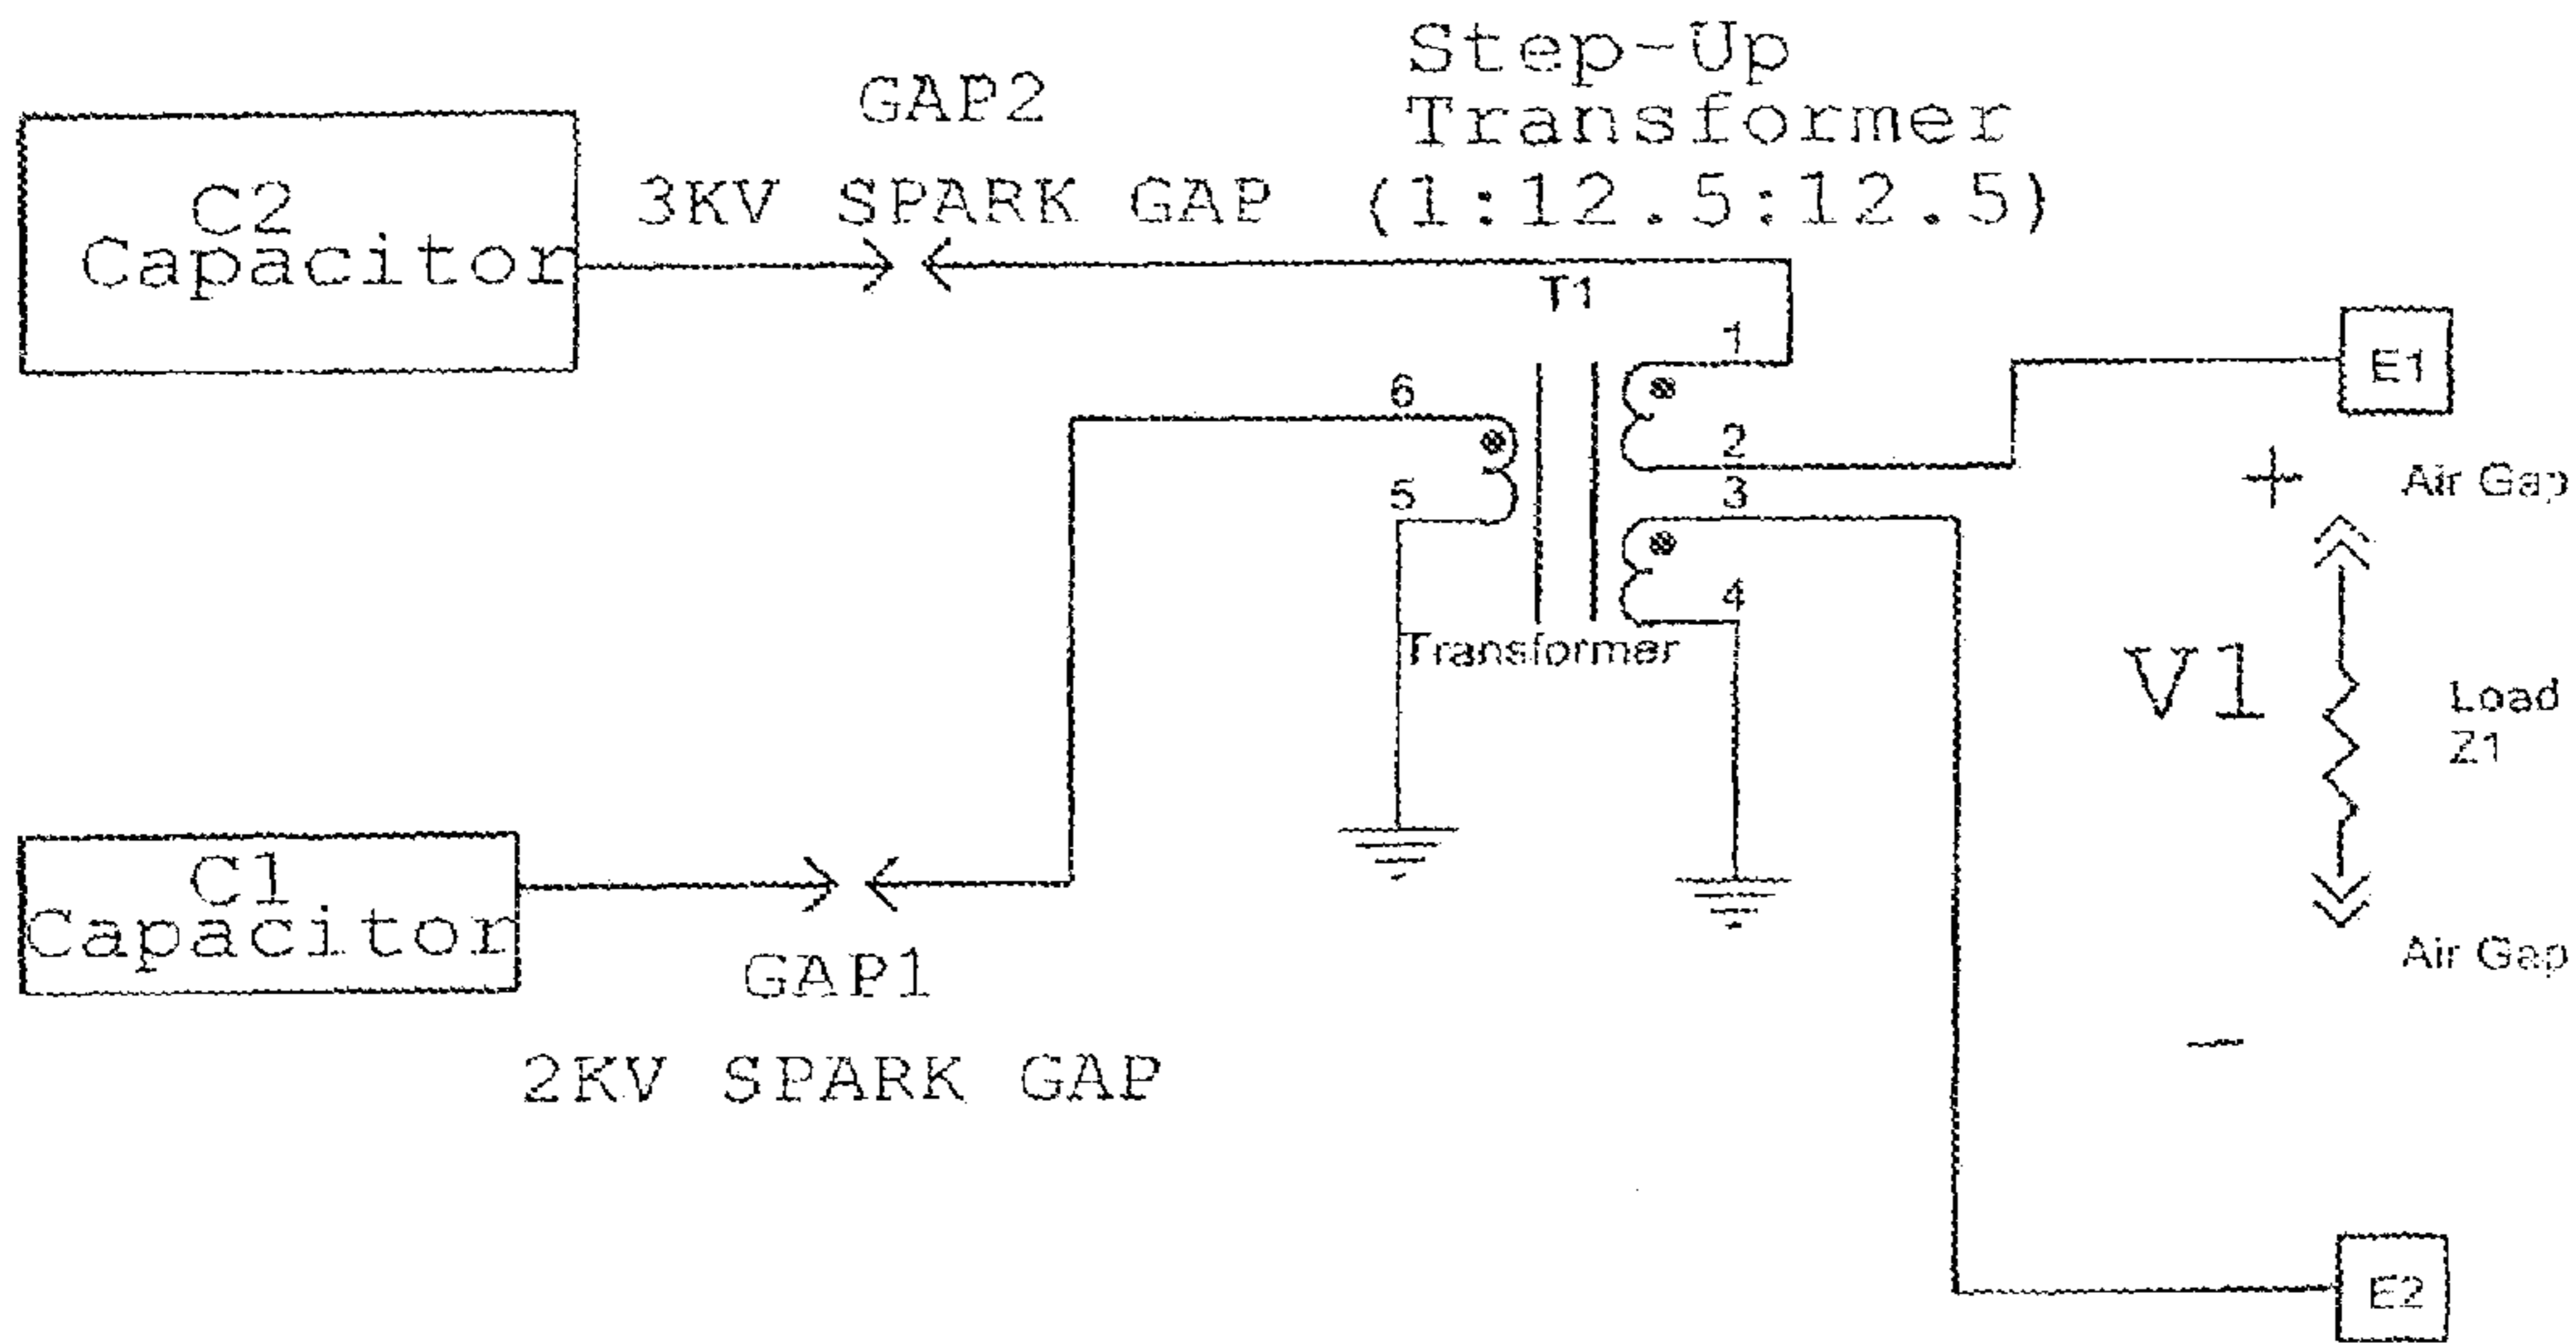 Step-Up
Transformer
(1:12.5:12.5)
GAP2
3KV SPARK GAP
C2
Capacitor
T1
1
2
3
4
6
5
Transformer
E1
+
Air Gap
V1
Load
Z1
Air Gap
-
C1
Capacitor
GAP1
2KV SPARK GAP
E2